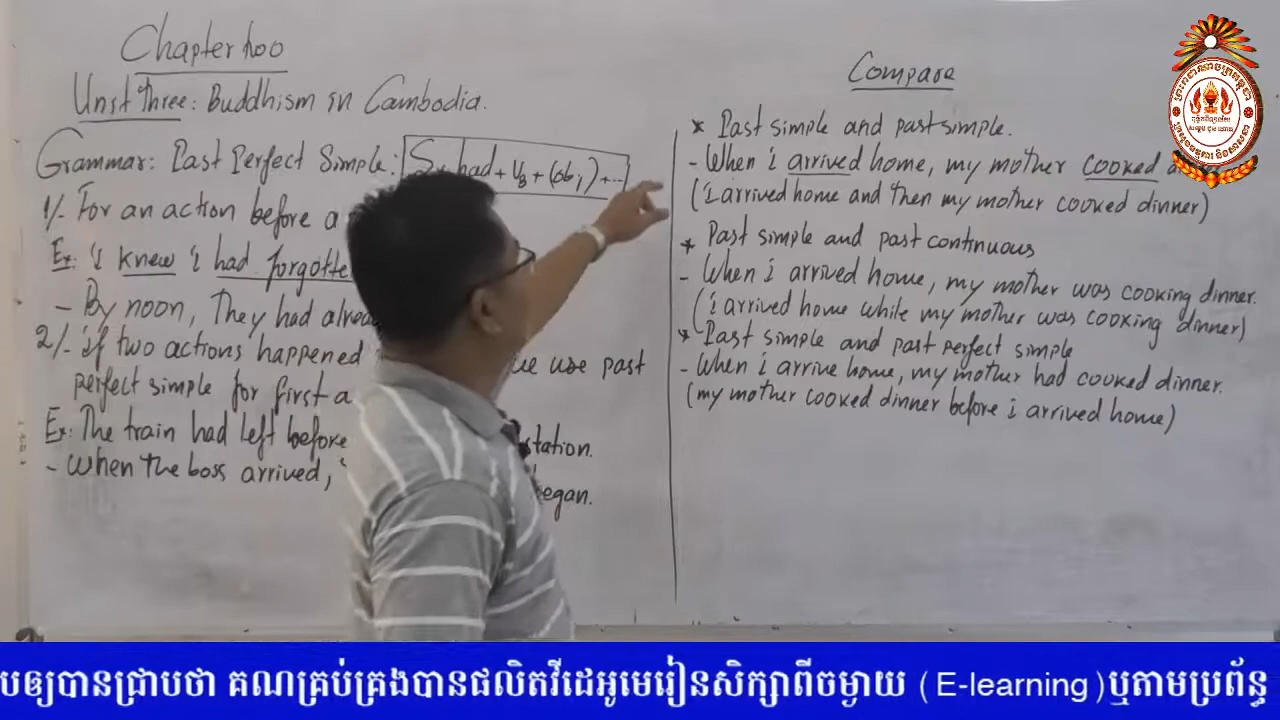 Chapter too
Unit three: Buddhism in Cambodia.
Grammar: Past Perfect Simple: S+ had + V3 + (obj) + ...
1/- For an action before a
Ex: 'I knew 'i had forgotte
- By noon, They had alrea
2/- if two actions happened we use past
perfect simple for first a
Ex: The train had left before station.
- When the boss arrived, began.
Compare
* Past simple and past simple.
- When i arrived home, my mother cooked
('i arrived home and then my mother cooked dinner)
* Past simple and past continuous
- When i arrived home, my mother was cooking dinner.
(i arrived home while my mother was cooking dinner)
* Past simple and past perfect simple
- When i arrive home, my mother had cooked dinner.
(my mother cooked dinner before i arrived home)
បឲ្យបានជ្រាបថា គណគ្រប់គ្រងបានផលិតវីដេអូមេរៀនសិក្សាពីចម្ងាយ ( E-learning )ឬតាមប្រព័ន្ធ